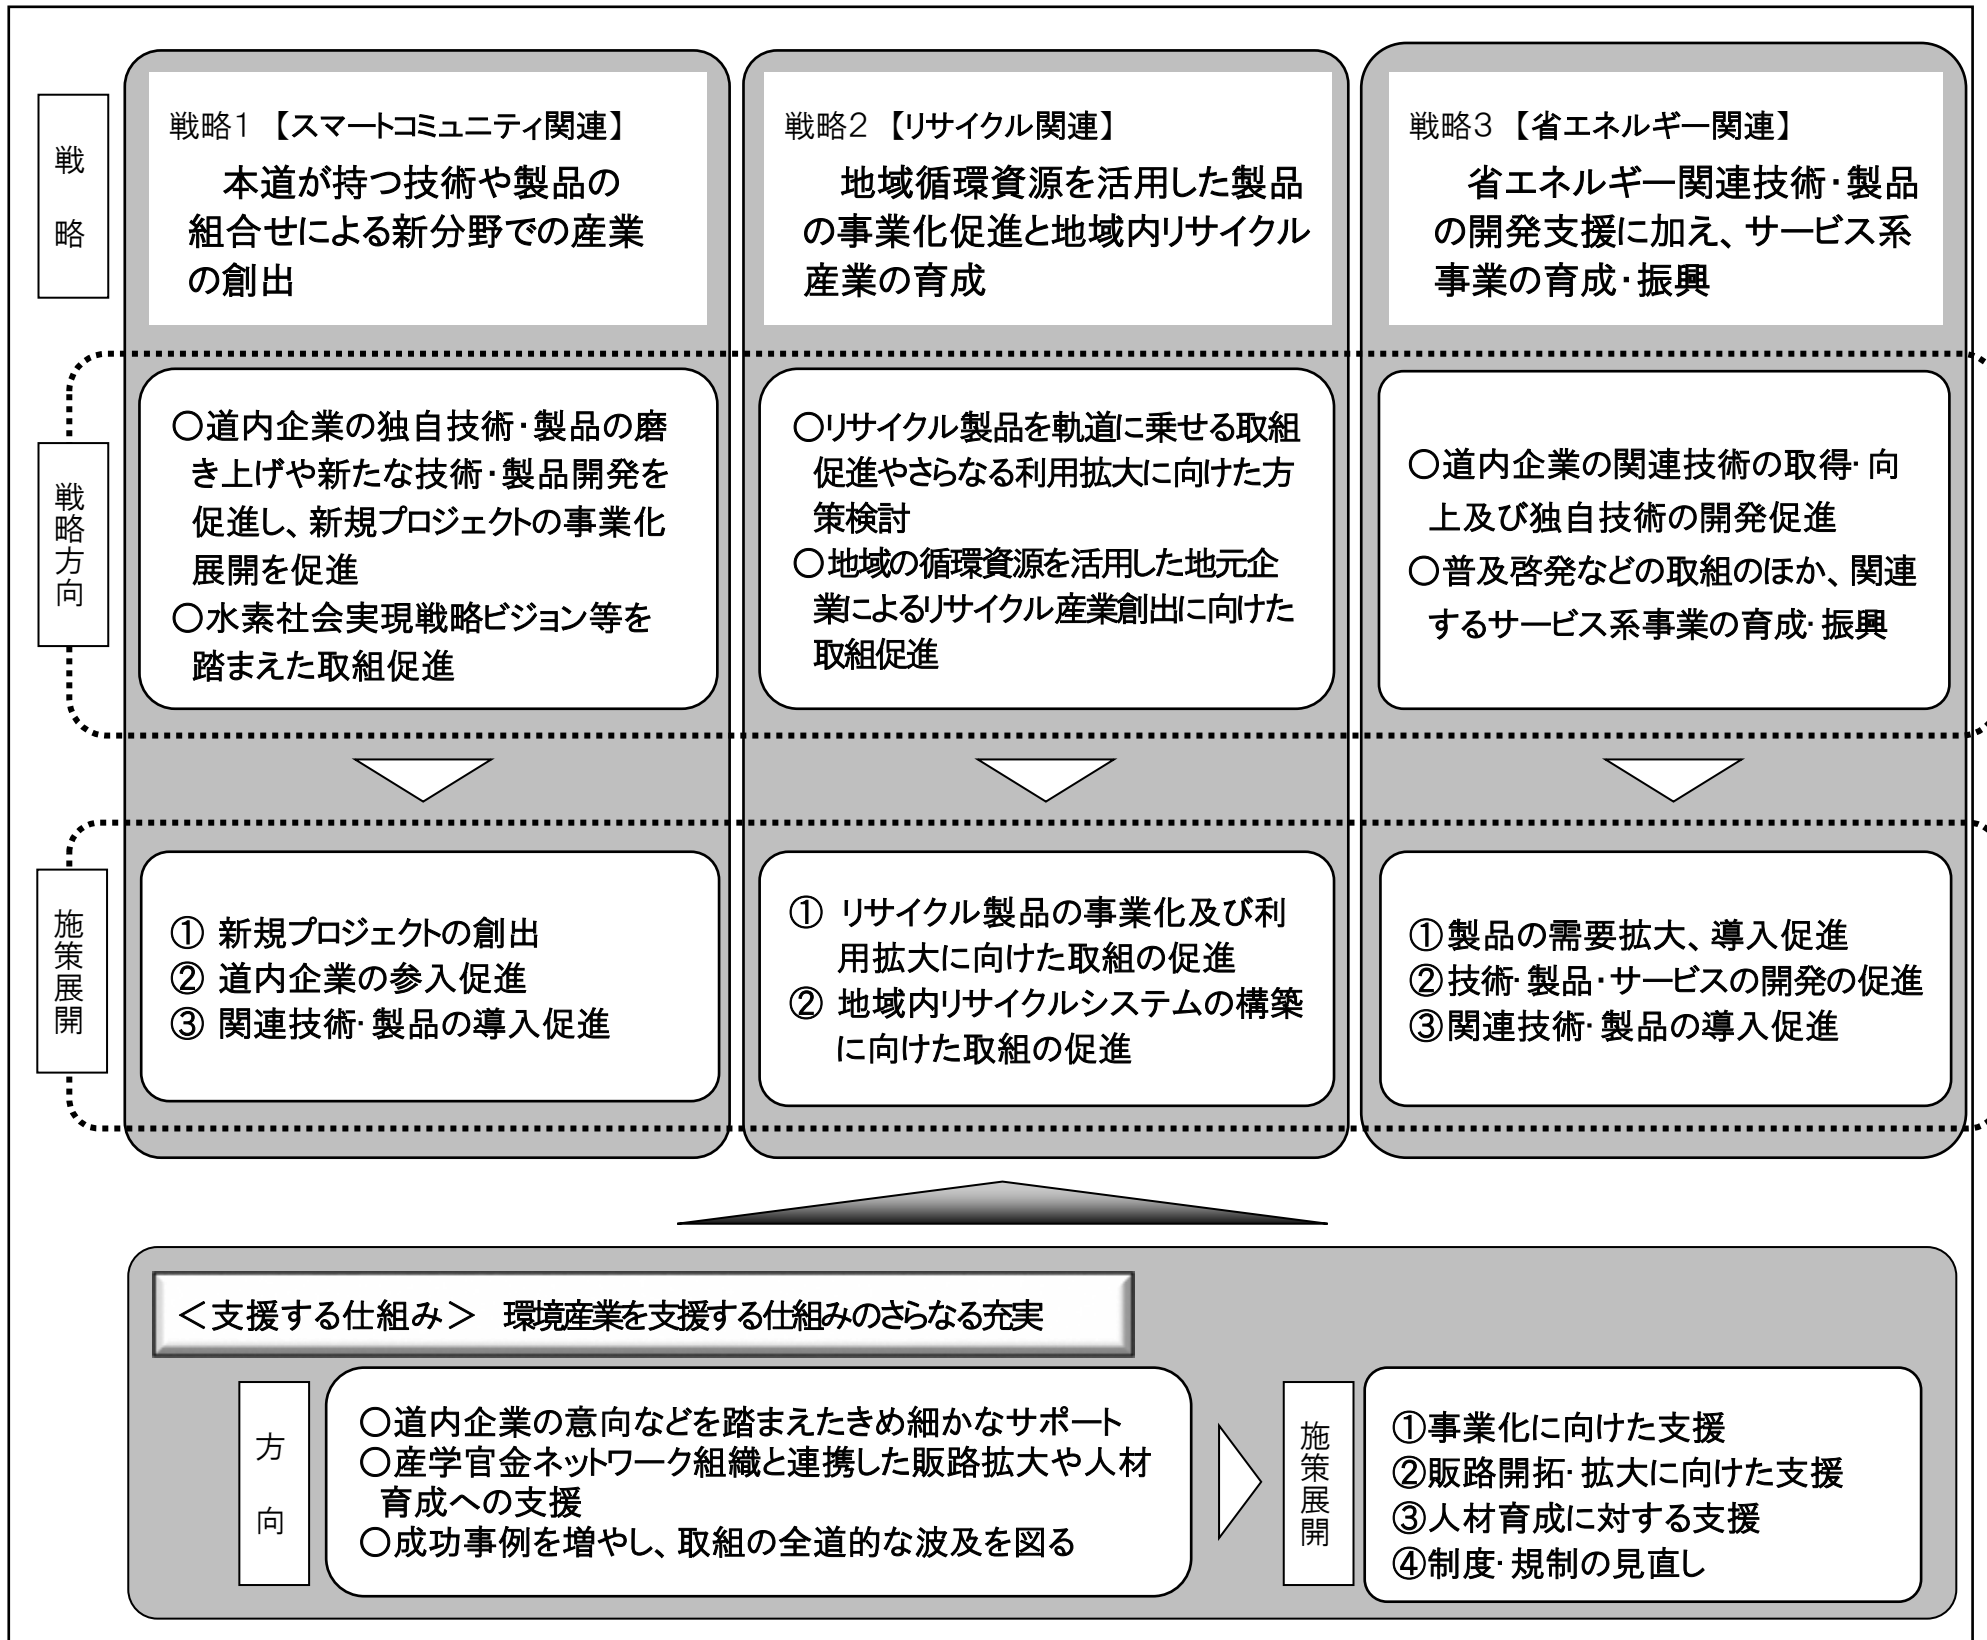 戦略
戦略1 【スマートコミュニティ関連】
本道が持つ技術や製品の
組合せによる新分野での産業
の創出
戦略2 【リサイクル関連】
地域循環資源を活用した製品
の事業化促進と地域内リサイクル
産業の育成
戦略3 【省エネルギー関連】
省エネルギー関連技術・製品
の開発支援に加え、サービス系
事業の育成・振興
戦略方向
○道内企業の独自技術・製品の磨
き上げや新たな技術・製品開発を
促進し、新規プロジェクトの事業化
展開を促進
○水素社会実現戦略ビジョン等を
踏まえた取組促進
○リサイクル製品を軌道に乗せる取組
促進やさらなる利用拡大に向けた方
策検討
○地域の循環資源を活用した地元企
業によるリサイクル産業創出に向けた
取組促進
○道内企業の関連技術の取得・向
上及び独自技術の開発促進
○普及啓発などの取組のほか、関連
するサービス系事業の育成・振興
施策展開
① 新規プロジェクトの創出
② 道内企業の参入促進
③ 関連技術・製品の導入促進
① リサイクル製品の事業化及び利
用拡大に向けた取組の促進
② 地域内リサイクルシステムの構築
に向けた取組の促進
①製品の需要拡大、導入促進
②技術・製品・サービスの開発の促進
③関連技術・製品の導入促進
＜支援する仕組み＞ 環境産業を支援する仕組みのさらなる充実
方向
○道内企業の意向などを踏まえたきめ細かなサポート
○産学官金ネットワーク組織と連携した販路拡大や人材
育成への支援
○成功事例を増やし、取組の全道的な波及を図る
施策展開
①事業化に向けた支援
②販路開拓・拡大に向けた支援
③人材育成に対する支援
④制度・規制の見直し